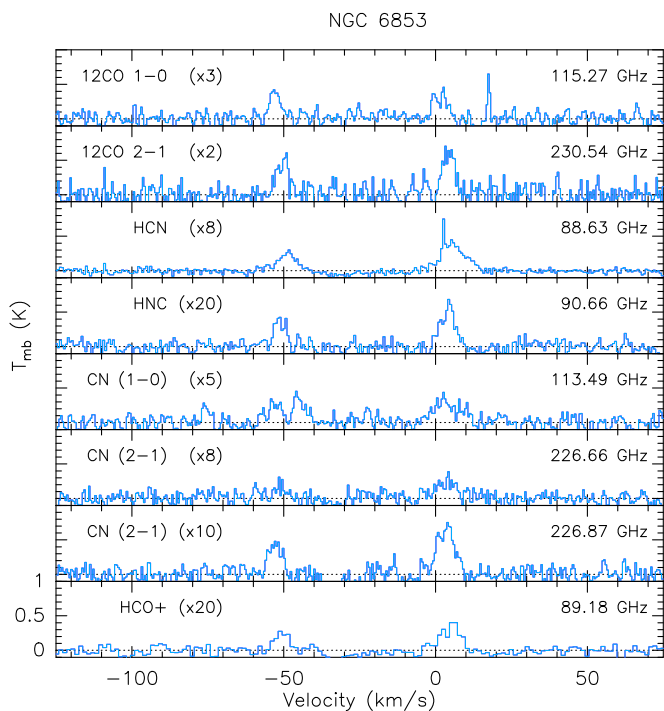 NGC 6853
12CO 1−0 (x3) 115.27 GHz
12CO 2−1 (x2) 230.54 GHz
HCN (x8) 88.63 GHz
HNC (x20) 90.66 GHz
CN (1−0) (x5) 113.49 GHz
CN (2−1) (x8) 226.66 GHz
CN (2−1) (x10) 226.87 GHz
HCO+ (x20) 89.18 GHz
T_mb (K)
1
0.5
0
−100 −50 0 50
Velocity (km/s)